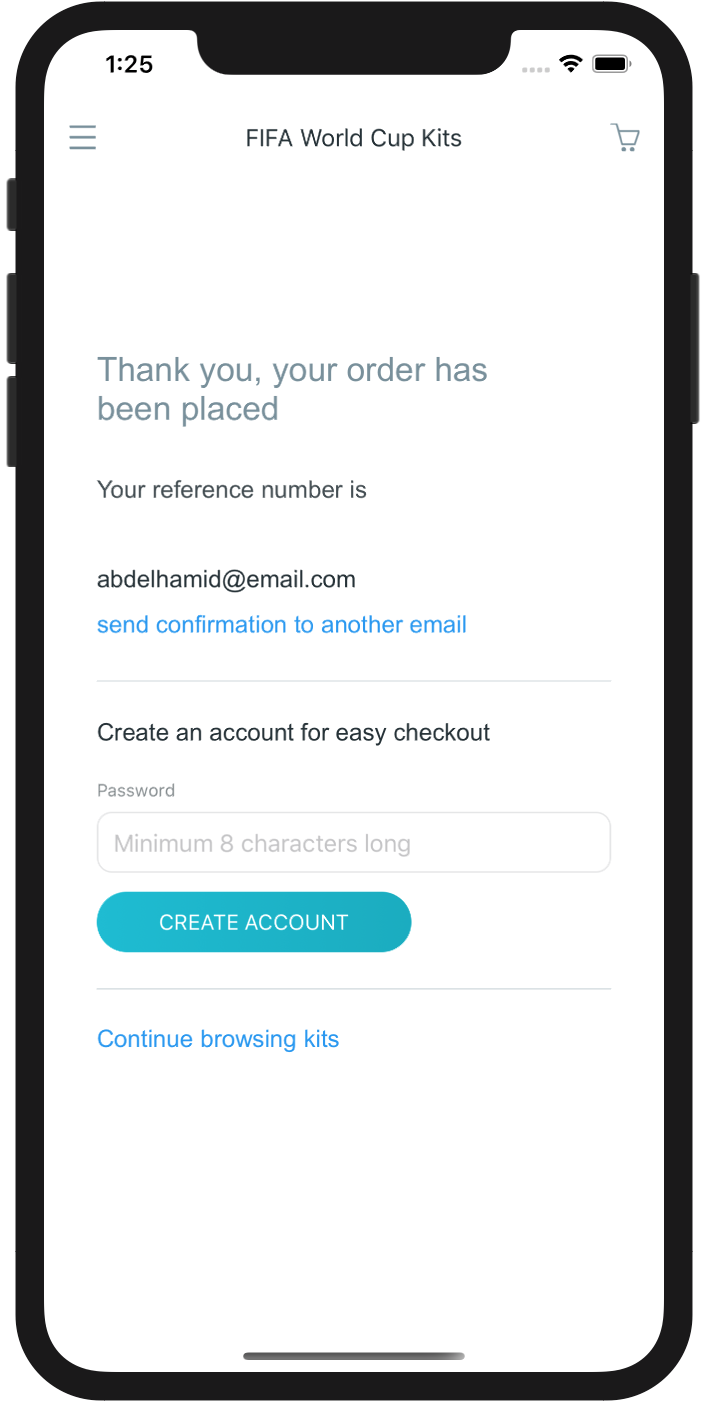 1:25
FIFA World Cup Kits
Thank you, your order has
been placed
Your reference number is
abdelhamid@email.com
send confirmation to another email
Create an account for easy checkout
Password
Minimum 8 characters long
CREATE ACCOUNT
Continue browsing kits